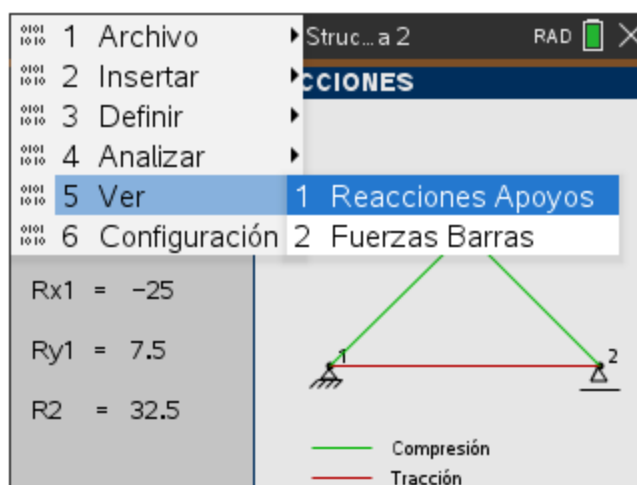 1 Archivo
Struc...a 2
RAD
2 Insertar
CCIONES
3 Definir
4 Analizar
5 Ver
1 Reacciones Apoyos
6 Configuración
2 Fuerzas Barras
Rx1 = -25
Ry1 = 7.5
R2 = 32.5
1
2
Compresión
Tracción